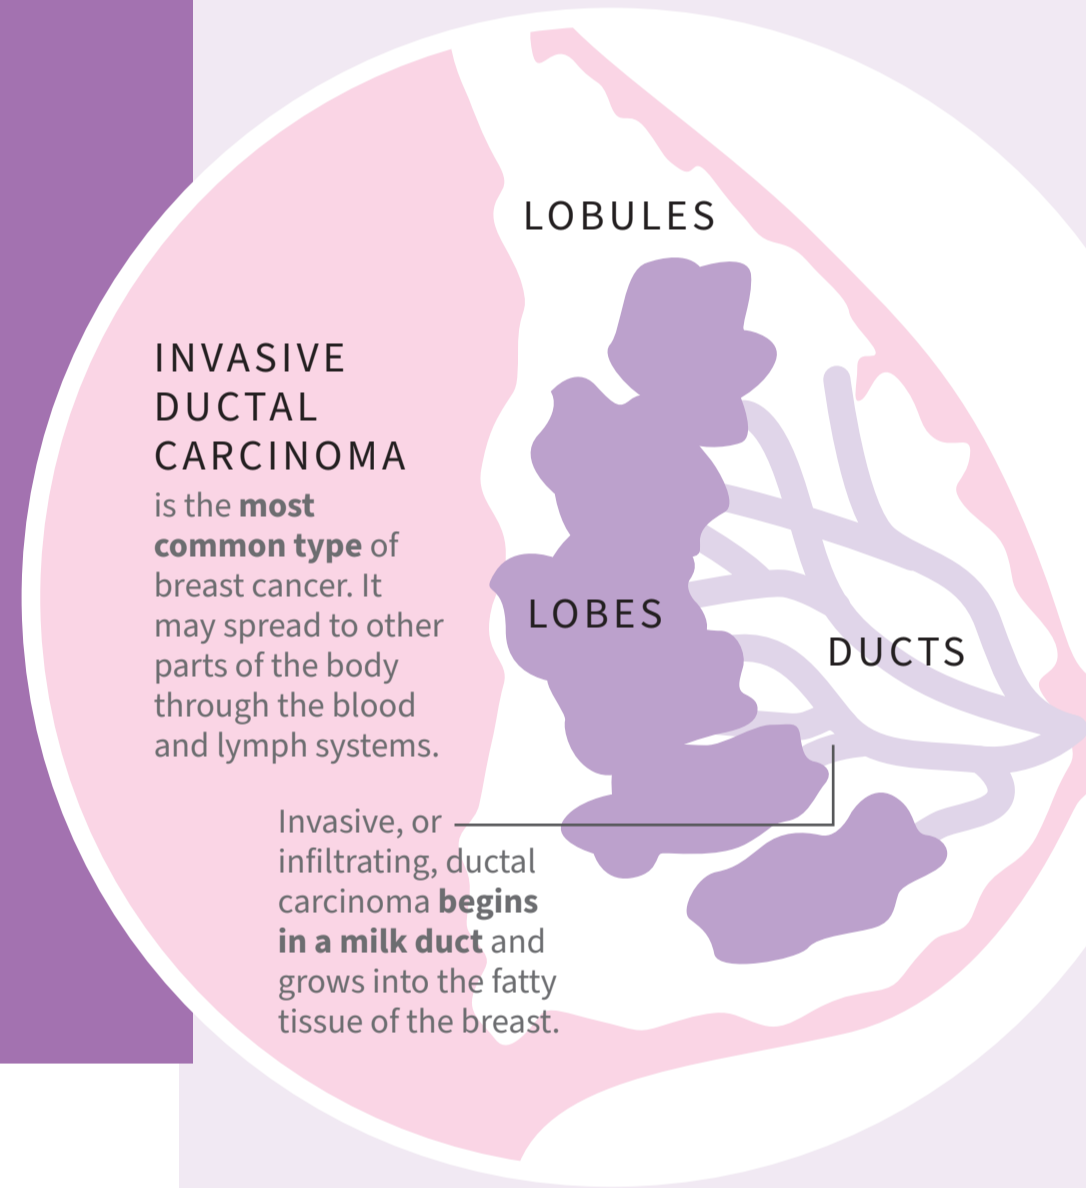 LOBULES
INVASIVE
DUCTAL
CARCINOMA
is the most
common type of
breast cancer. It
may spread to other
parts of the body
through the blood
and lymph systems.
LOBES
DUCTS
Invasive, or
infiltrating, ductal
carcinoma begins
in a milk duct and
grows into the fatty
tissue of the breast.